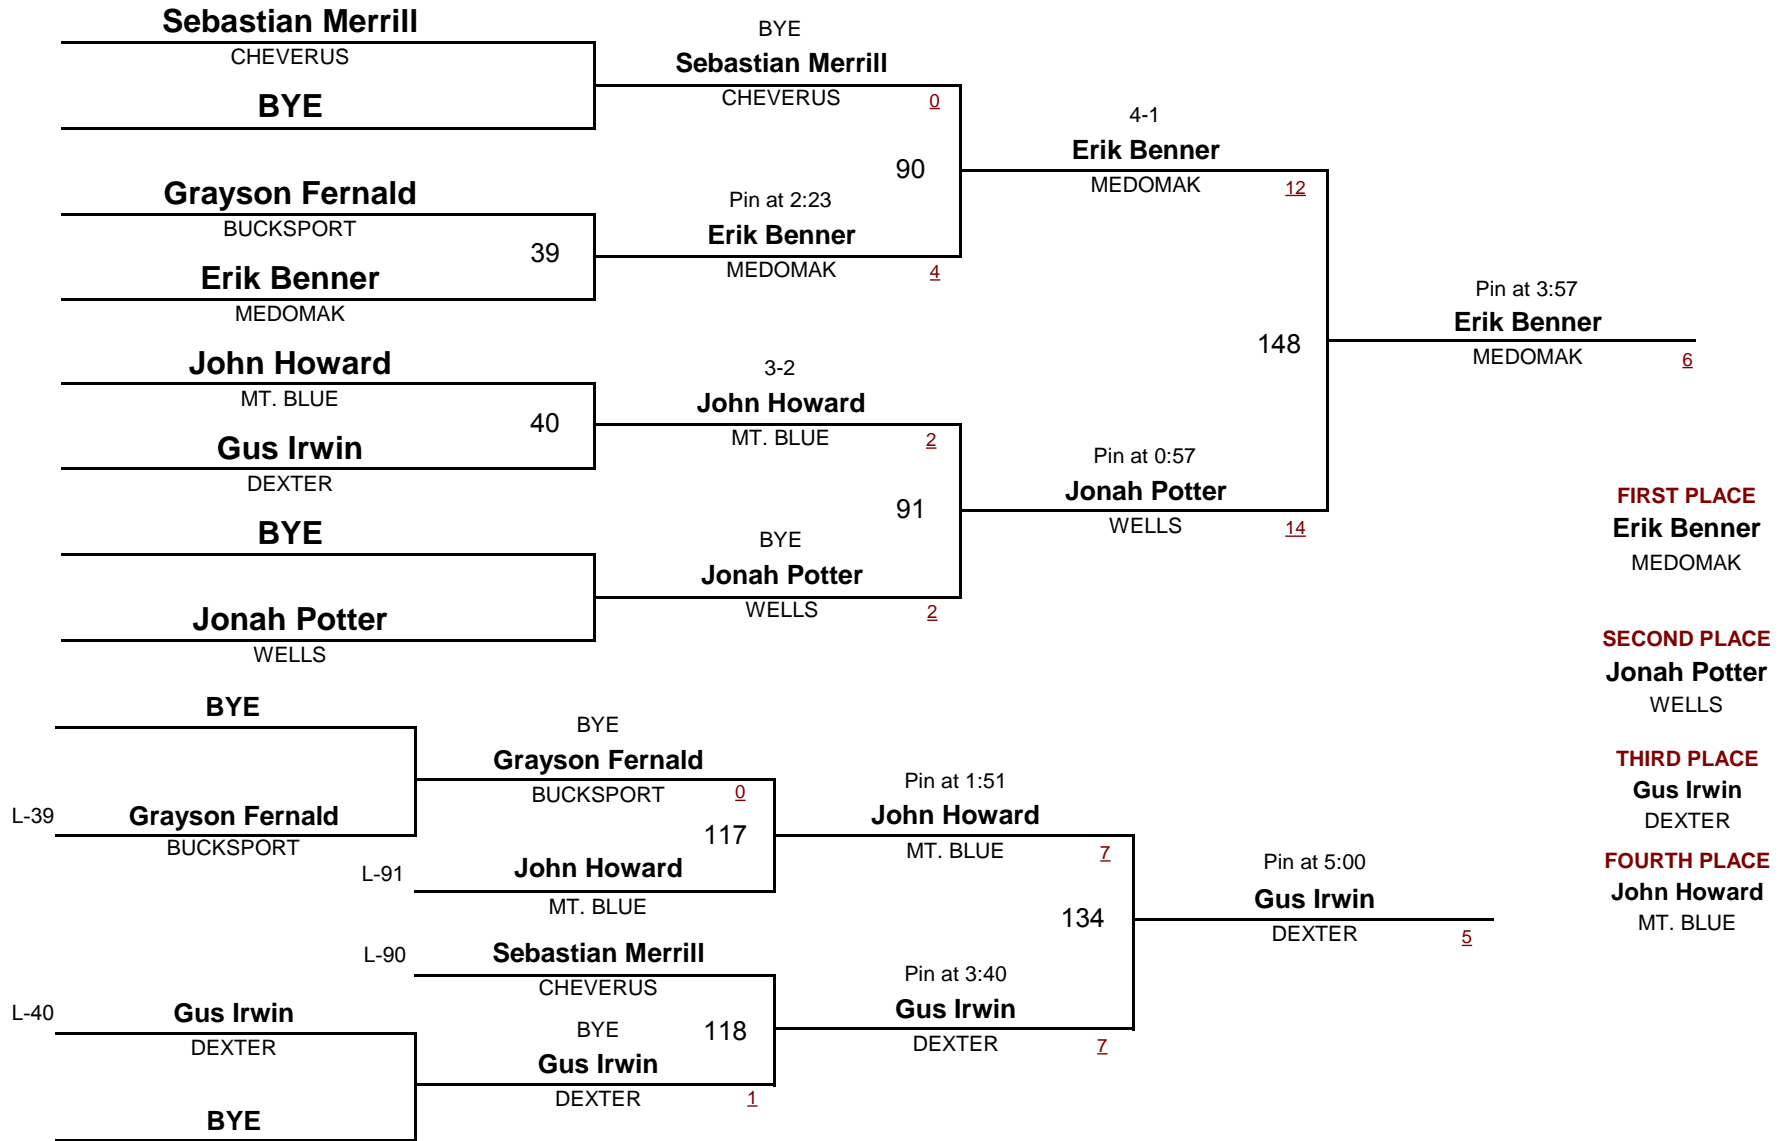 Sebastian Merrill
CHEVERUS
BYE
Grayson Fernald
BUCKSPORT
39
Erik Benner
MEDOMAK
John Howard
MT. BLUE
40
Gus Irwin
DEXTER
BYE
Jonah Potter
WELLS
BYE
Sebastian Merrill
CHEVERUS 0
90
Pin at 2:23
Erik Benner
MEDOMAK 4
3-2
John Howard
MT. BLUE 2
91
BYE
Jonah Potter
WELLS 2
4-1
Erik Benner
MEDOMAK 12
148
Pin at 0:57
Jonah Potter
WELLS 14
Pin at 3:57
Erik Benner
MEDOMAK 6
BYE
L-39 Grayson Fernald
BUCKSPORT
BYE
Grayson Fernald
BUCKSPORT 0
117
L-91 John Howard
MT. BLUE
L-90 Sebastian Merrill
CHEVERUS
L-40 Gus Irwin
DEXTER
BYE
BYE
118
Gus Irwin
DEXTER 1
Pin at 1:51
John Howard
MT. BLUE 7
134
Pin at 3:40
Gus Irwin
DEXTER 7
Pin at 5:00
Gus Irwin
DEXTER 5
FIRST PLACE
Erik Benner
MEDOMAK
SECOND PLACE
Jonah Potter
WELLS
THIRD PLACE
Gus Irwin
DEXTER
FOURTH PLACE
John Howard
MT. BLUE